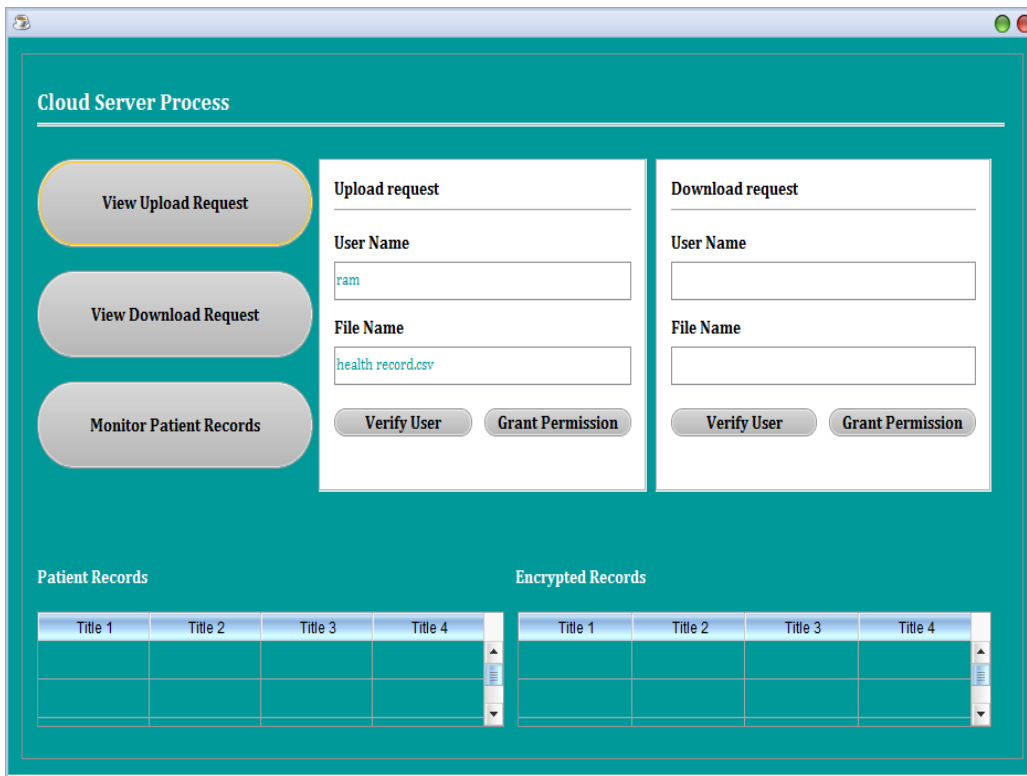 Cloud Server Process
View Upload Request
View Download Request
Monitor Patient Records
Upload request
User Name
ram
File Name
health record.csv
Verify User Grant Permission
Download request
User Name
File Name
Verify User Grant Permission
Patient Records
Title 1 Title 2 Title 3 Title 4
Encrypted Records
Title 1 Title 2 Title 3 Title 4